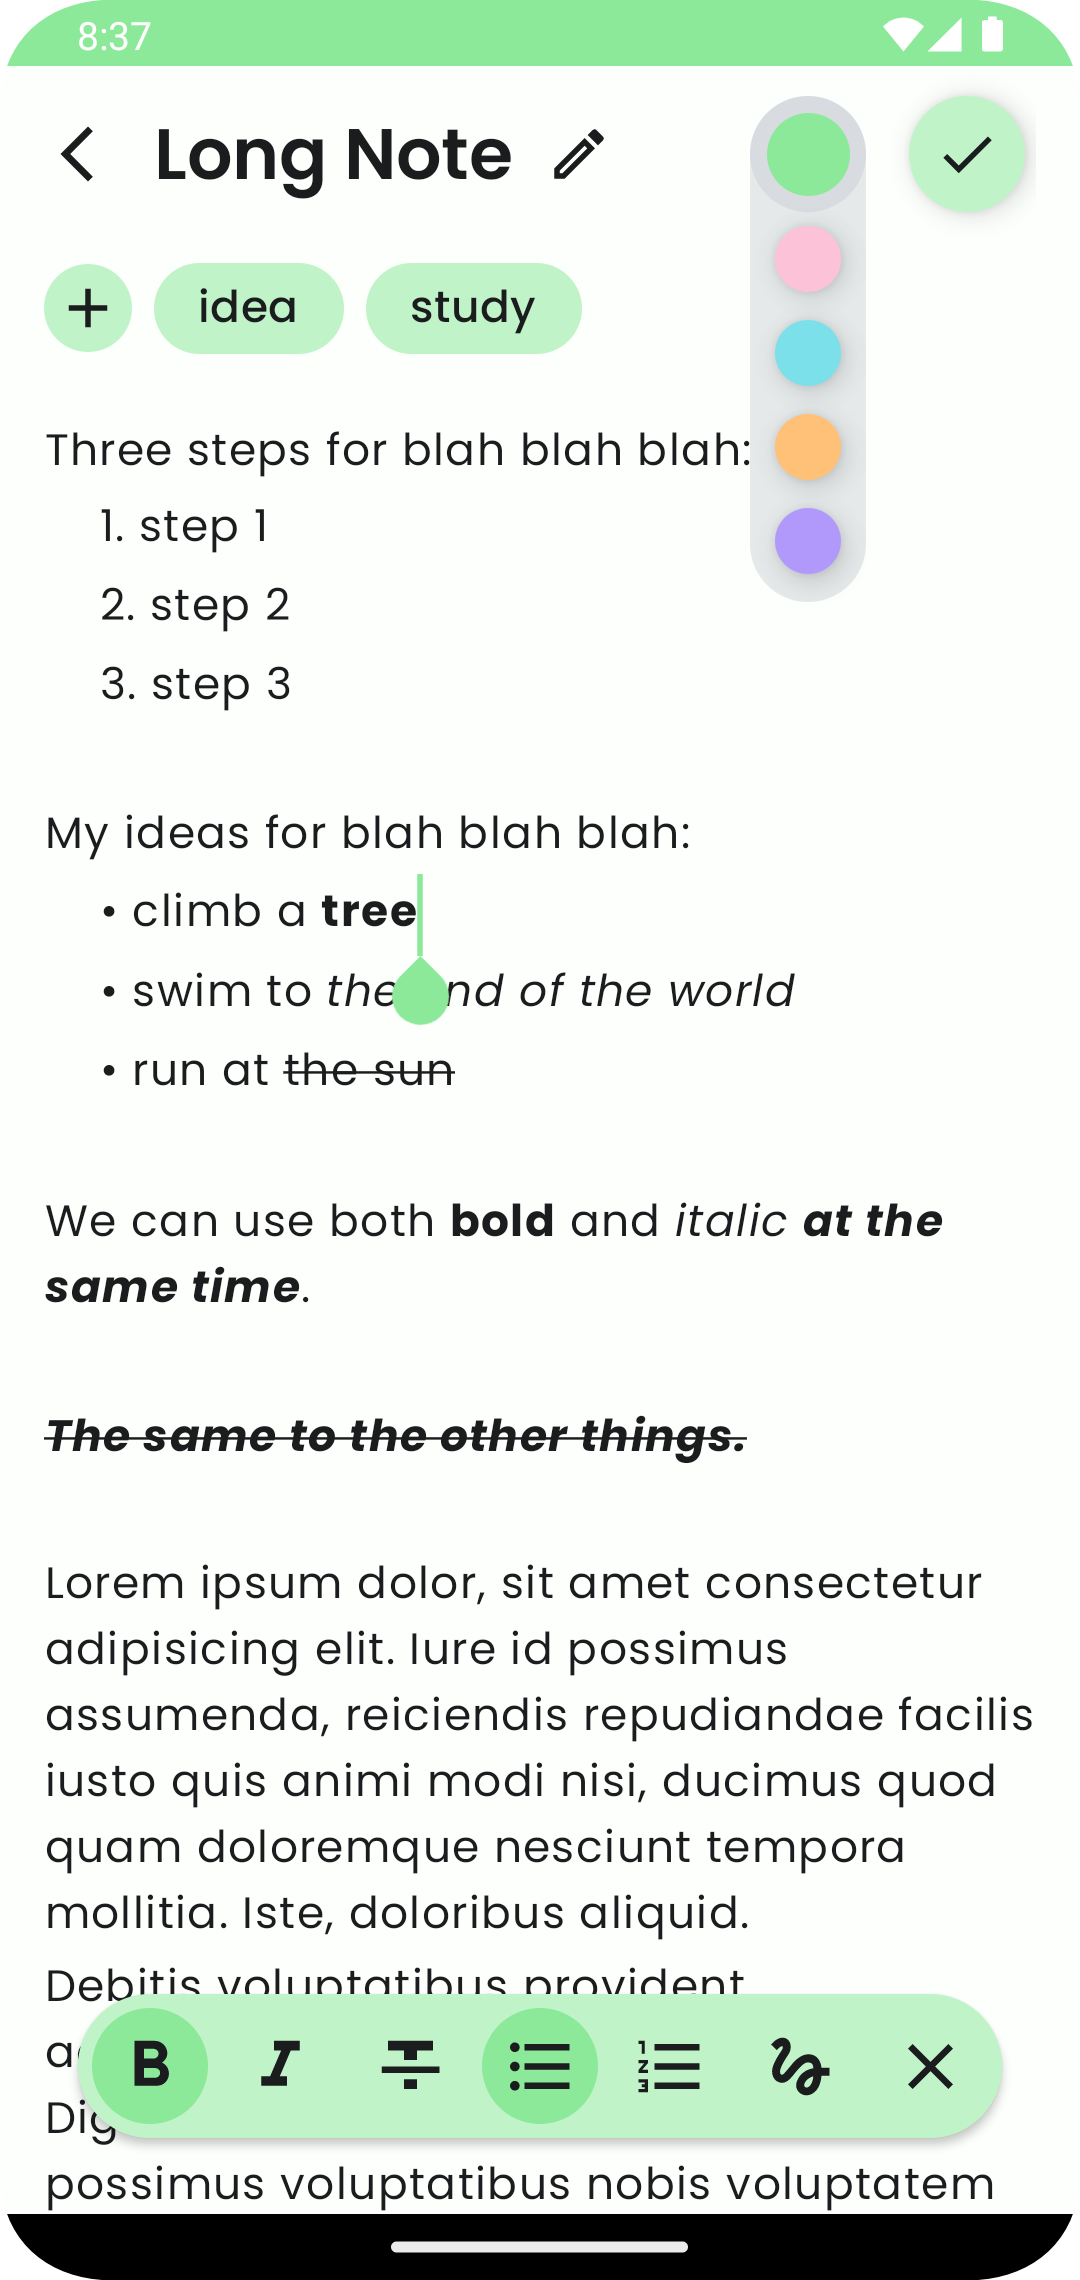 8:37
Long Note
idea study
Three steps for blah blah blah:
1. step 1
2. step 2
3. step 3
My ideas for blah blah blah:
• climb a tree
• swim to the end of the world
• run at the sun
We can use both bold and italic at the
same time.
The same to the other things.
Lorem ipsum dolor, sit amet consectetur
adipisicing elit. Iure id possimus
assumenda, reiciendis repudiandae facilis
iusto quis animi modi nisi, ducimus quod
quam doloremque nesciunt tempora
mollitia. Iste, doloribus aliquid.
Debitis voluptatibus provident
possimus voluptatibus nobis voluptatem